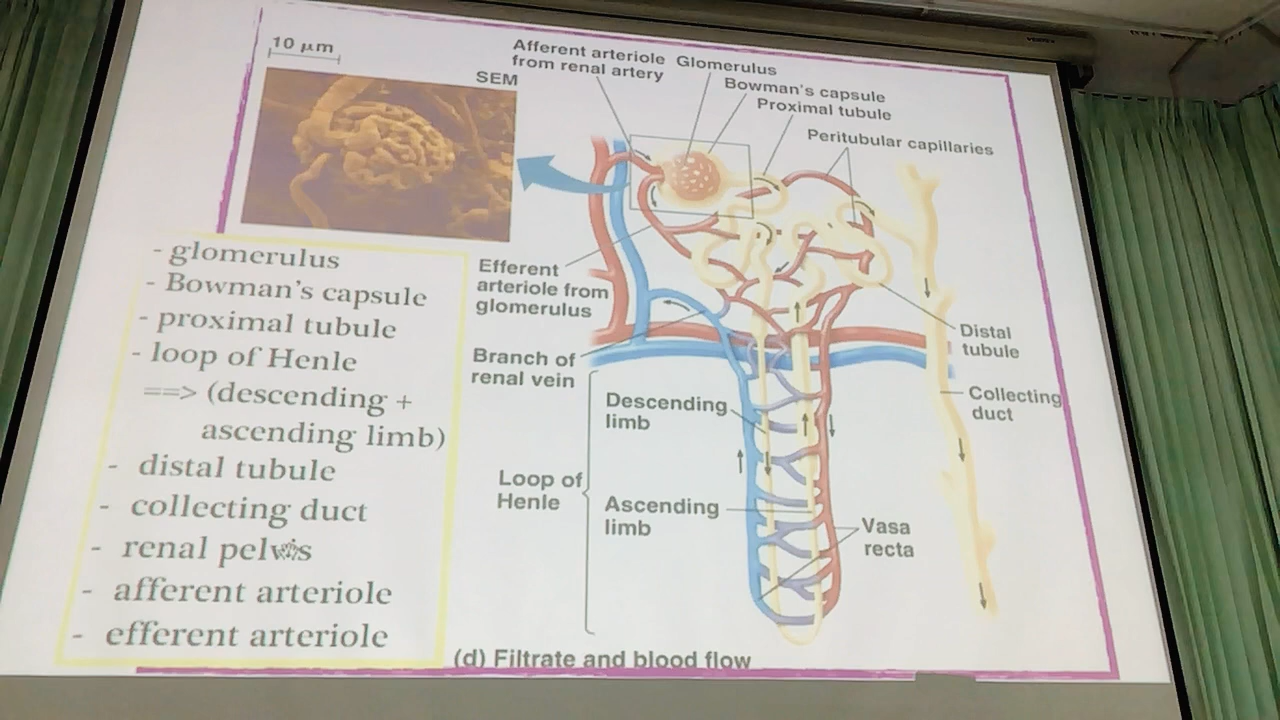 10 μm
SEM
Afferent arteriole
from renal artery
Glomerulus
Bowman's capsule
Proximal tubule
Peritubular capillaries
- glomerulus
- Bowman's capsule
- proximal tubule
- loop of Henle
==> (descending +
ascending limb)
- distal tubule
- collecting duct
- renal pelvis
- afferent arteriole
- efferent arteriole
Efferent
arteriole from
glomerulus
Branch of
renal vein
Descending
limb
Loop of
Henle
Ascending
limb
Distal
tubule
Collecting
duct
Vasa
recta
(d) Filtrate and blood flow
VERTEX